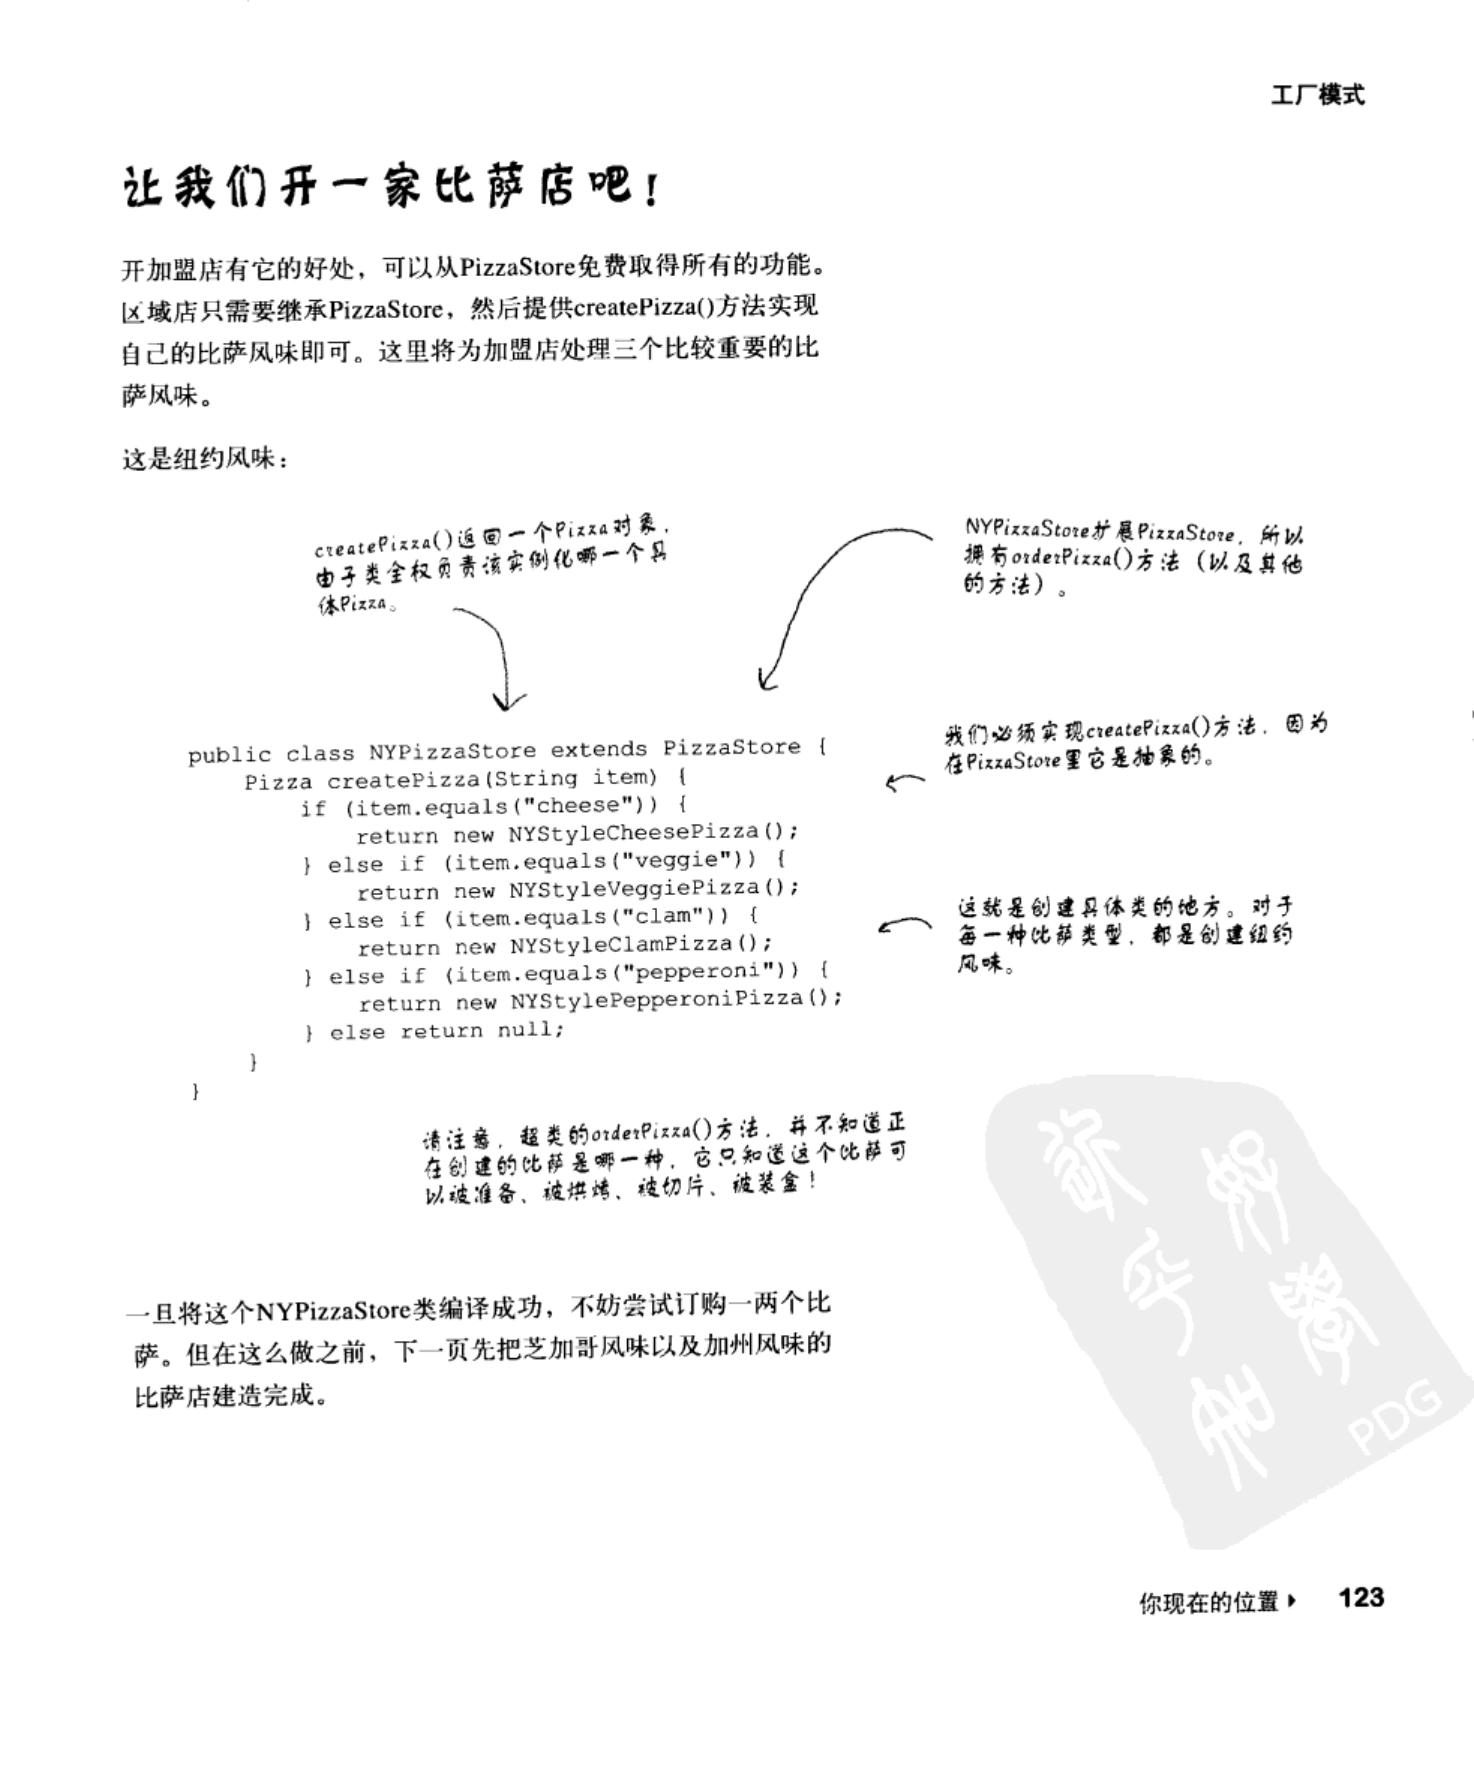 工厂模式
让我们开一家比萨店吧！
开加盟店有它的好处，可以从PizzaStore免费取得所有的功能。
区域店只需要继承PizzaStore，然后提供createPizza()方法实现
自己的比萨风味即可。这里将为加盟店处理三个比较重要的比
萨风味。
这是纽约风味：
createPizza()返回一个Pizza对象，
由子类全权负责该实例化哪一个具
体Pizza。
NYPizzaStore扩展PizzaStore，所以
拥有orderPizza()方法（以及其他
的方法）。
我们必须实现createPizza()方法，因为
在PizzaStore里它是抽象的。
public class NYPizzaStore extends PizzaStore {
    Pizza createPizza(String item) {
        if (item.equals("cheese")) {
            return new NYStyleCheesePizza();
        } else if (item.equals("veggie")) {
            return new NYStyleVeggiePizza();
        } else if (item.equals("clam")) {
            return new NYStyleClamPizza();
        } else if (item.equals("pepperoni")) {
            return new NYStylePepperoniPizza();
        } else return null;
    }
}
这就是创建具体类的地方。对于
每一种比萨类型，都是创建纽约
风味。
请注意，超类的orderPizza()方法，并不知道正
在创建的比萨是哪一种，它只知道这个比萨可
以被准备、被烘烤、被切片、被装盒！
一旦将这个NYPizzaStore类编译成功，不妨尝试订购一两个比
萨。但在这么做之前，下一页先把芝加哥风味以及加州风味的
比萨店建造完成。
PDG
你现在的位置▸ 123